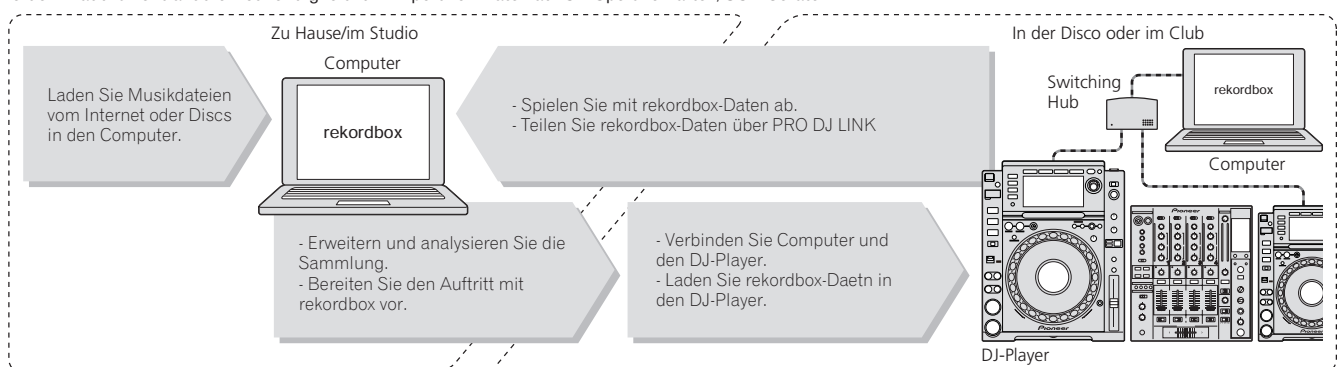 Zu Hause/im Studio
Computer
Laden Sie Musikdateien
vom Internet oder Discs
in den Computer.
rekordbox
- Spielen Sie mit rekordbox-Daten ab.
- Teilen Sie rekordbox-Daten über PRO DJ LINK
- Erweitern und analysieren Sie die
Sammlung.
- Bereiten Sie den Auftritt mit
rekordbox vor.
- Verbinden Sie Computer und
den DJ-Player.
- Laden Sie rekordbox-Daetn in
den DJ-Player.
In der Disco oder im Club
Switching
Hub
rekordbox
Computer
Pioneer
Pioneer
Pioneer
DJ-Player